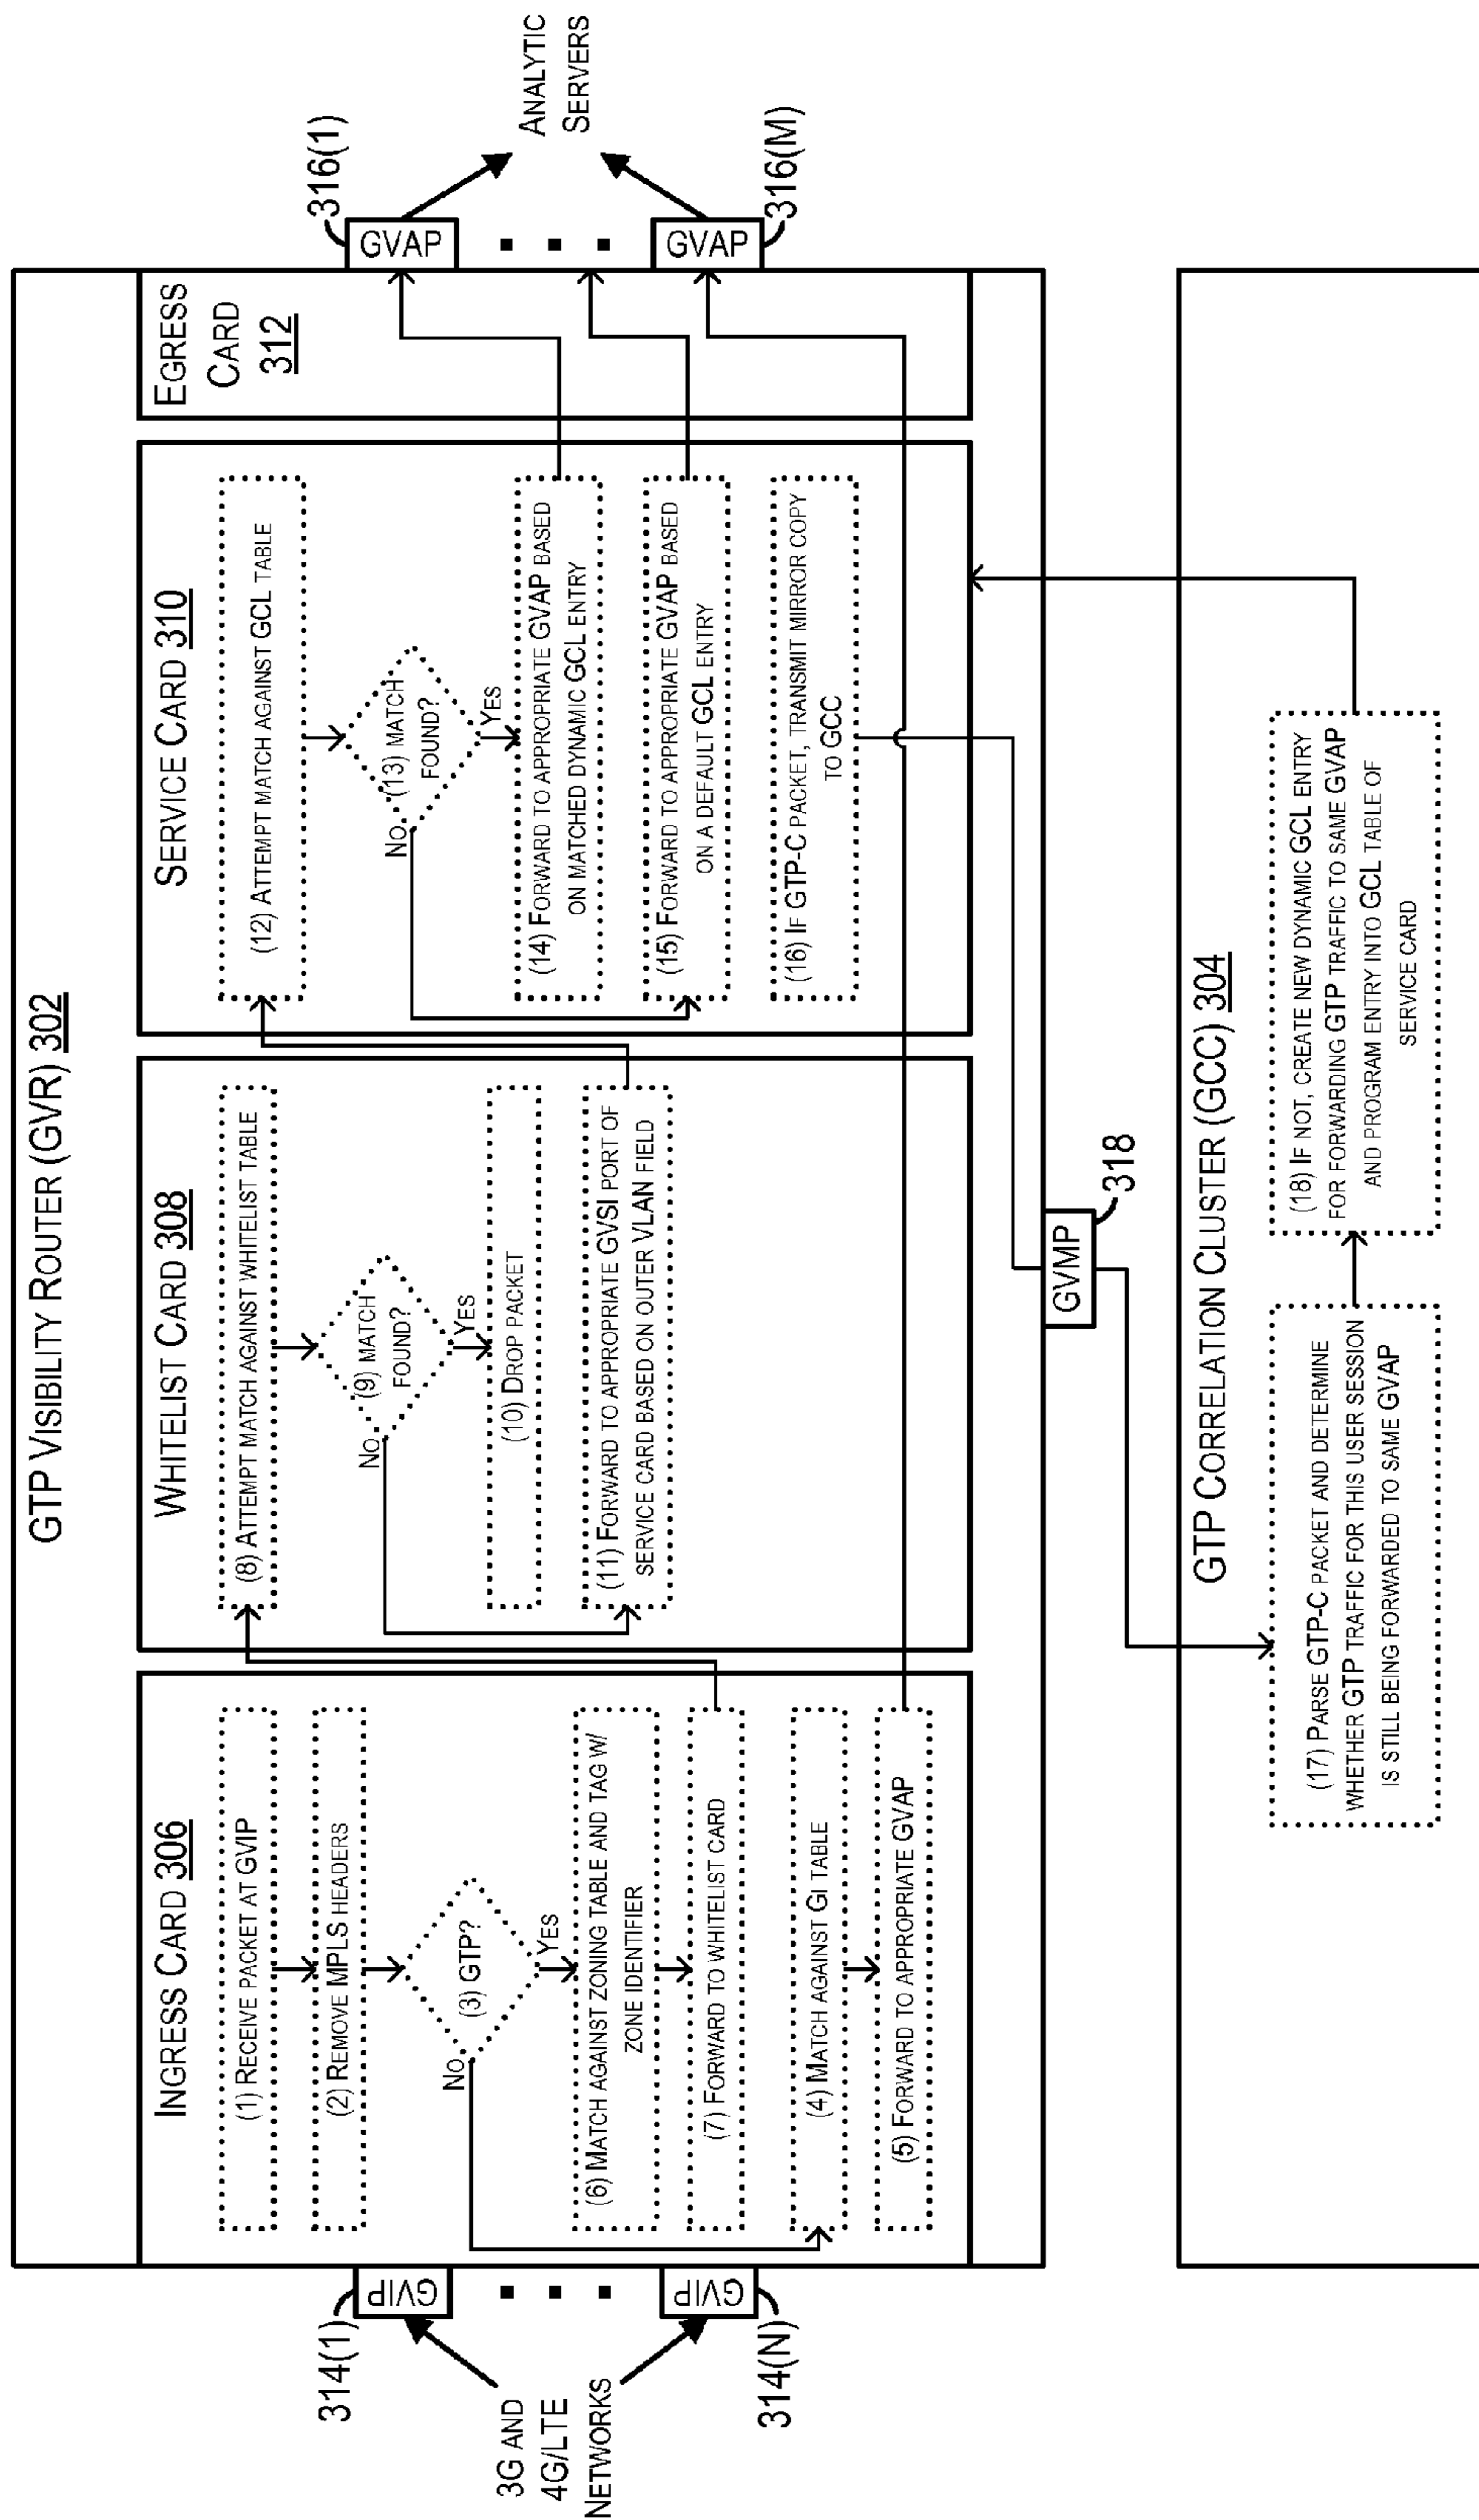 GTP VISIBILITY ROUTER (GVR) 302
INGRESS CARD 306
(1) RECEIVE PACKET AT GVIP
(2) REMOVE MPLS HEADERS
(3) GTP?
NO
YES
(6) MATCH AGAINST ZONING TABLE AND TAG W/
ZONE IDENTIFIER
(7) FORWARD TO WHITELIST CARD
(4) MATCH AGAINST GI TABLE
(5) FORWARD TO APPROPRIATE GVAP
314(1)
GVIP
3G AND
4G/LTE
NETWORKS
GVIP
314(N)
WHITELIST CARD 308
(8) ATTEMPT MATCH AGAINST WHITELIST TABLE
(9) MATCH
FOUND?
NO
YES
(10) DROP PACKET
(11) FORWARD TO APPROPRIATE GVSI PORT OF
SERVICE CARD BASED ON OUTER VLAN FIELD
SERVICE CARD 310
(12) ATTEMPT MATCH AGAINST GCL TABLE
(13) MATCH
FOUND?
NO
YES
(14) FORWARD TO APPROPRIATE GVAP BASED
ON MATCHED DYNAMIC GCL ENTRY
(15) FORWARD TO APPROPRIATE GVAP BASED
ON A DEFAULT GCL ENTRY
(16) IF GTP-C PACKET, TRANSMIT MIRROR COPY
TO GCC
EGRESS
CARD
312
316(1)
GVAP
ANALYTIC
SERVERS
GVAP
316(M)
GVMP
318
GTP CORRELATION CLUSTER (GCC) 304
(17) PARSE GTP-C PACKET AND DETERMINE
WHETHER GTP TRAFFIC FOR THIS USER SESSION
IS STILL BEING FORWARDED TO SAME GVAP
(18) IF NOT, CREATE NEW DYNAMIC GCL ENTRY
FOR FORWARDING GTP TRAFFIC TO SAME GVAP
AND PROGRAM ENTRY INTO GCL TABLE OF
SERVICE CARD